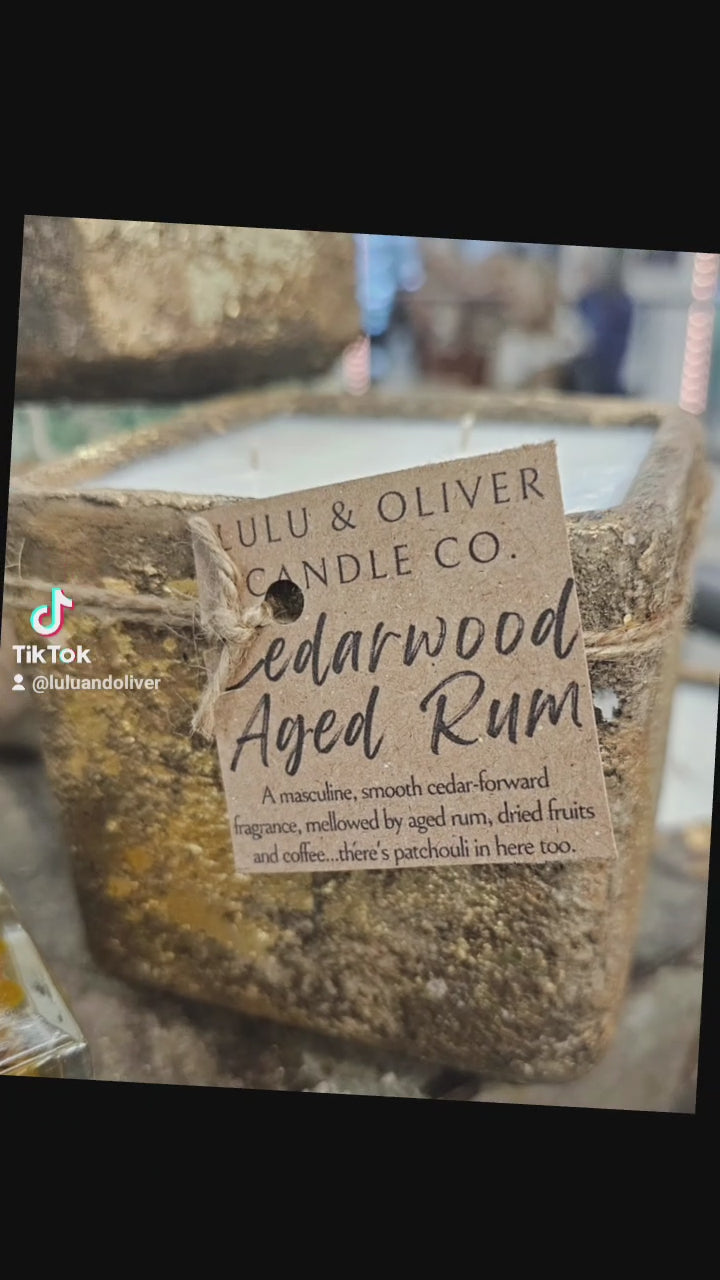 LULU & OLIVER
CANDLE CO.
Cedarwood
Aged Rum
A masculine, smooth cedar-forward
fragrance, mellowed by aged rum, dried fruits
and coffee...there's patchouli in here too.
TikTok
@luluandoliver